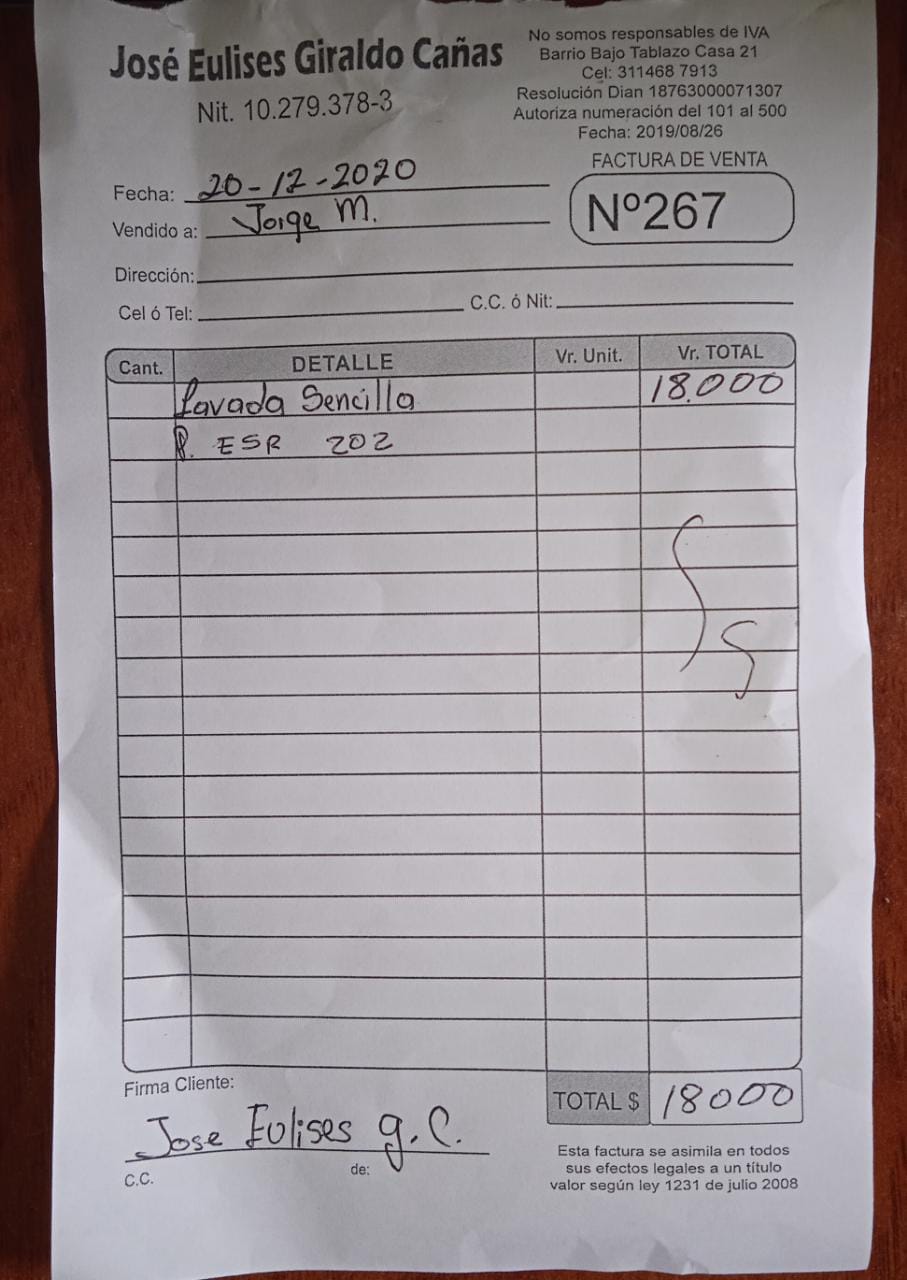 José Eulises Giraldo Cañas
Nit. 10.279.378-3
No somos responsables de IVA
Barrio Bajo Tablazo Casa 21
Cel: 311468 7913
Resolución Dian 18763000071307
Autoriza numeración del 101 al 500
Fecha: 2019/08/26
FACTURA DE VENTA
Nº267
Fecha: 20-12-2020
Vendido a: Jorge M.
Dirección:
Cel ó Tel: C.C. ó Nit:
Cant. DETALLE Vr. Unit. Vr. TOTAL
Lavada Sencilla 18.000
P. ESR 202
Firma Cliente:
TOTAL $ 18000
Jose Eulises g.C.
C.C. de:
Esta factura se asimila en todos
sus efectos legales a un título
valor según ley 1231 de julio 2008